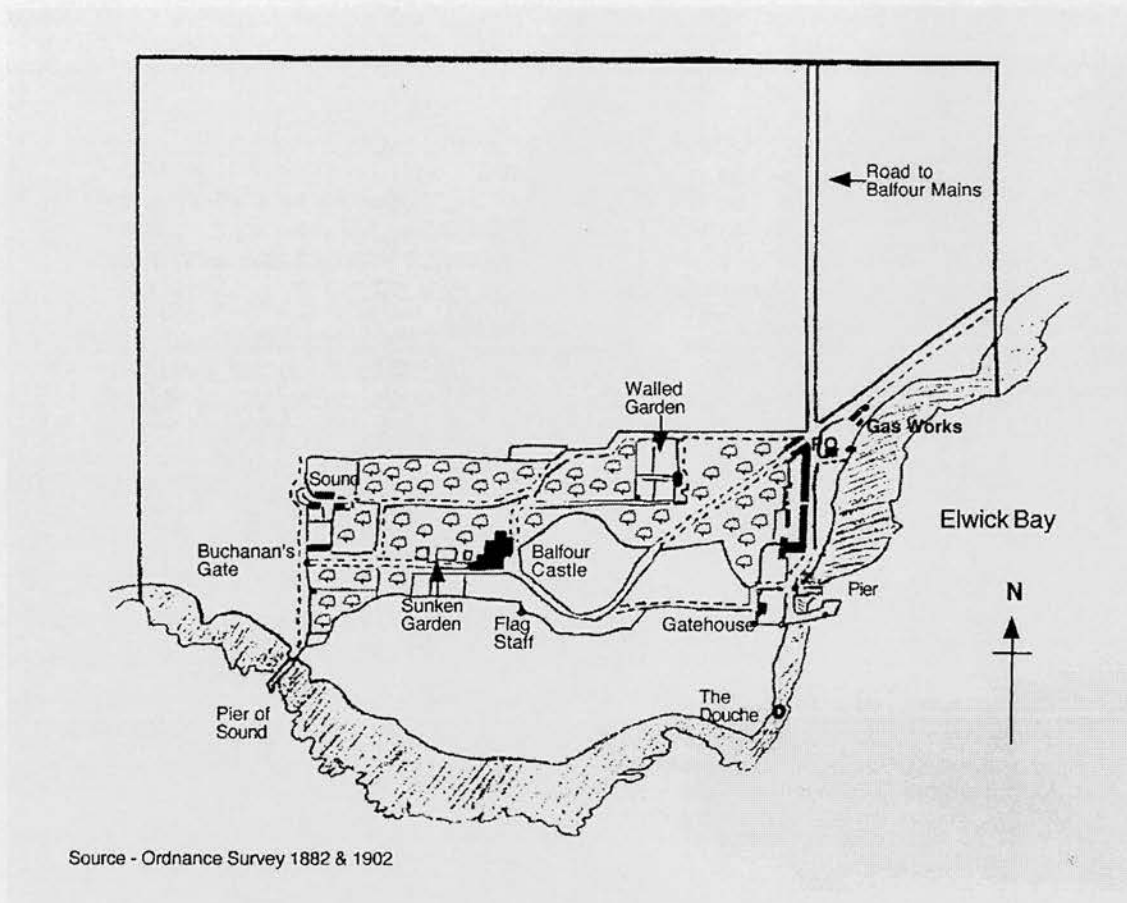 Road to
Balfour Mains
Walled
Garden
PO
Gas Works
Sound
Elwick Bay
Buchanan's
Gate
Balfour
Castle
Pier
N
Sunken
Garden
Flag
Staff
Gatehouse
The
Douche
Pier of
Sound
Source - Ordnance Survey 1882 & 1902